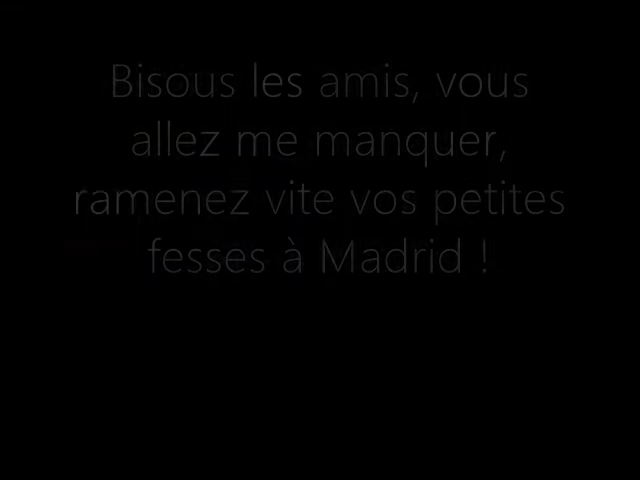 Bisous les amis, vous
allez me manquer,
ramenez vite vos petites
fesses à Madrid !